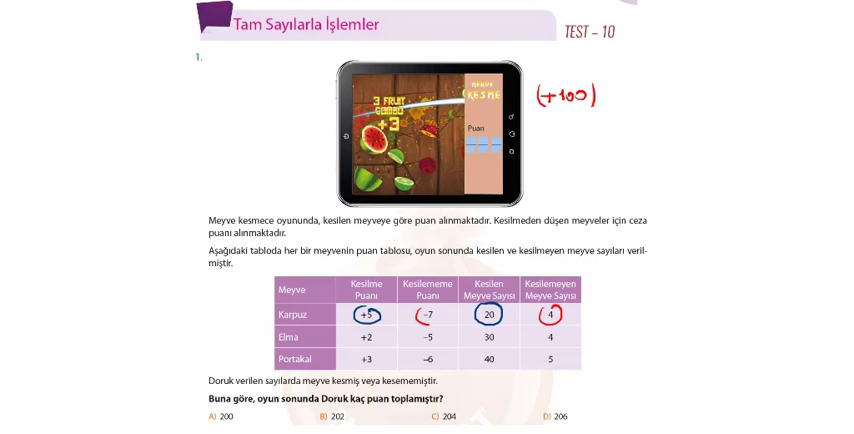 Tam Sayılarla İşlemler
TEST – 10
1.
3 FRUIT
COMBO
+3
MEYVE
KESME
Puan
(+100)
Meyve kesmece oyununda, kesilen meyveye göre puan alınmaktadır. Kesilmeden düşen meyveler için ceza
puanı alınmaktadır.
Aşağıdaki tabloda her bir meyvenin puan tablosu, oyun sonunda kesilen ve kesilmeyen meyve sayıları veril-
miştir.
Meyve Kesilme Puanı Kesilememe Puanı Kesilen Meyve Sayısı Kesilemeyen Meyve Sayısı
Karpuz +5 –7 20 4
Elma +2 –5 30 4
Portakal +3 –6 40 5
Doruk verilen sayılarda meyve kesmiş veya kesememiştir.
Buna göre, oyun sonunda Doruk kaç puan toplamıştır?
A) 200 B) 202 C) 204 D) 206